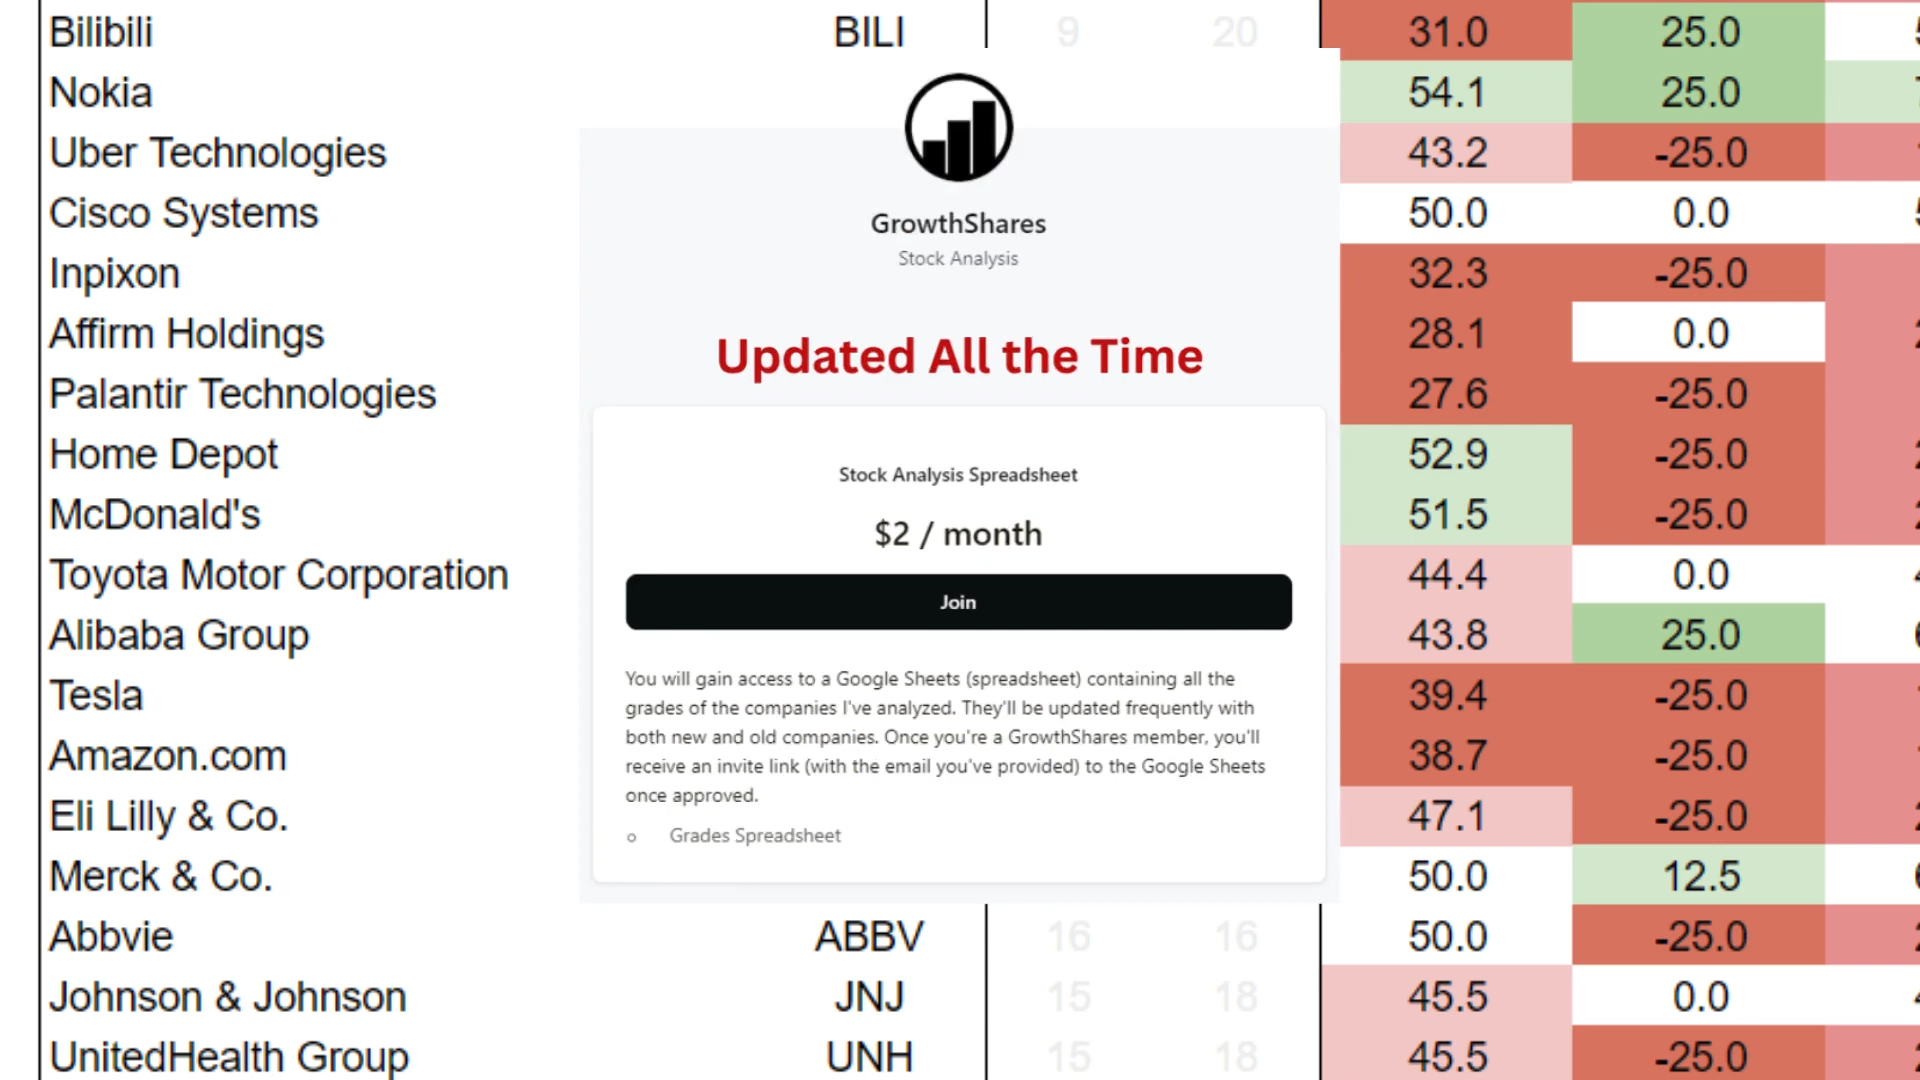 Bilibili BILI 9 20 31.0 25.0
Nokia 54.1 25.0
Uber Technologies 43.2 -25.0
Cisco Systems 50.0 0.0
Inpixon 32.3 -25.0
Affirm Holdings 28.1 0.0
Palantir Technologies 27.6 -25.0
Home Depot 52.9 -25.0
McDonald's 51.5 -25.0
Toyota Motor Corporation 44.4 0.0
Alibaba Group 43.8 25.0
Tesla 39.4 -25.0
Amazon.com 38.7 -25.0
Eli Lilly & Co. 47.1 -25.0
Merck & Co. 50.0 12.5
Abbvie ABBV 16 16 50.0 -25.0
Johnson & Johnson JNJ 15 18 45.5 0.0
UnitedHealth Group UNH 15 18 45.5 -25.0
GrowthShares
Stock Analysis
Updated All the Time
Stock Analysis Spreadsheet
$2 / month
Join
You will gain access to a Google Sheets (spreadsheet) containing all the
grades of the companies I've analyzed. They'll be updated frequently with
both new and old companies. Once you're a GrowthShares member, you'll
receive an invite link (with the email you've provided) to the Google Sheets
once approved.
Grades Spreadsheet